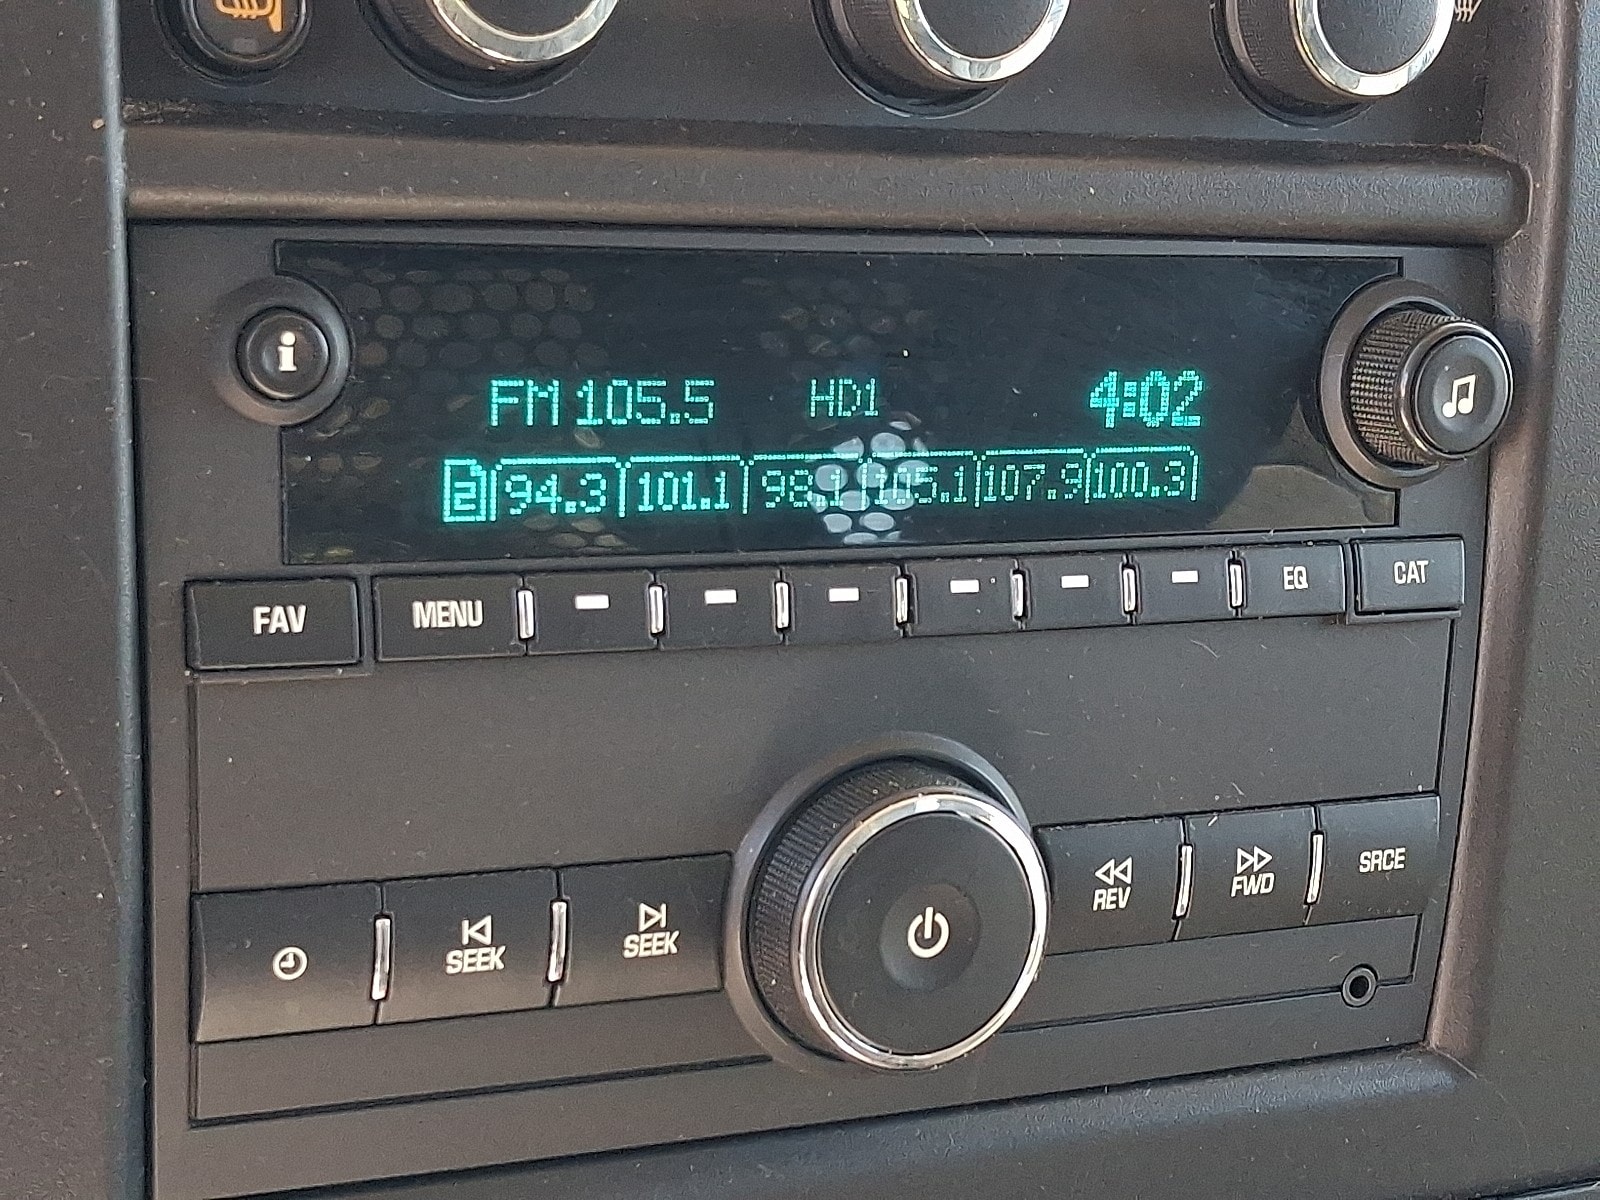 i
FM 105.5 HD1 4:02
2 94.3 101.1 98.1 105.1 107.9 100.3
FAV MENU EQ CAT
SEEK SEEK REV FWD SRCE